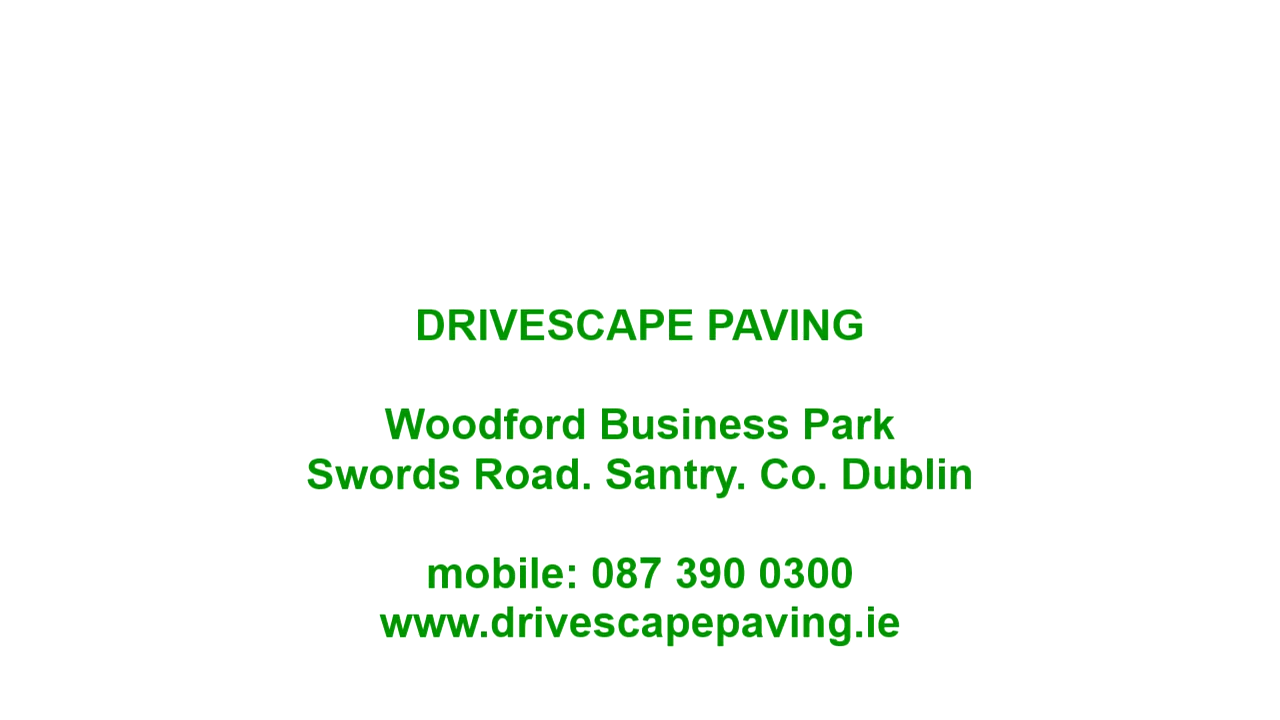 DRIVESCAPE PAVING
Woodford Business Park
Swords Road. Santry. Co. Dublin
mobile: 087 390 0300
www.drivescapepaving.ie